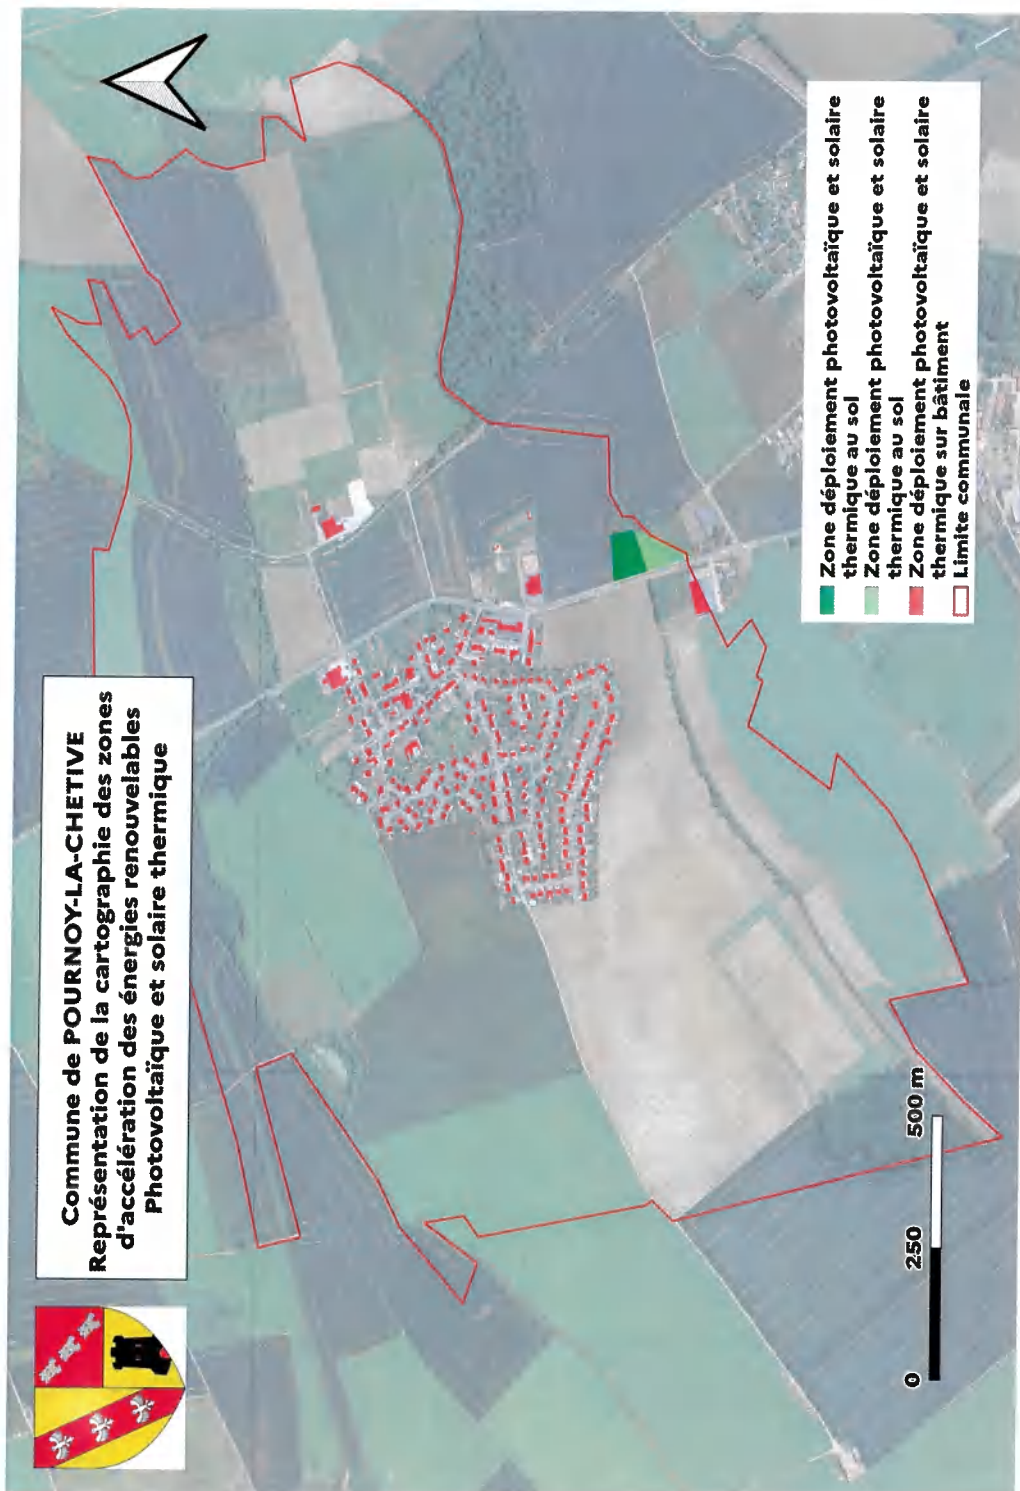 Commune de POURNOY-LA-CHETIVE
Représentation de la cartographie des zones
d'accélération des énergies renouvelables
Photovoltaïque et solaire thermique
Zone déploiement photovoltaïque et solaire
thermique au sol
Zone déploiement photovoltaïque et solaire
thermique au sol
Zone déploiement photovoltaïque et solaire
thermique sur bâtiment
Limite communale
0 250 500 m